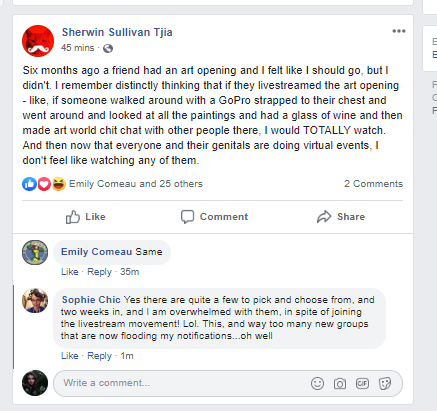 Sherwin Sullivan Tjia
45 mins ·
Six months ago a friend had an art opening and I felt like I should go, but I
didn't. I remember distinctly thinking that if they livestreamed the art opening
- like, if someone walked around with a GoPro strapped to their chest and
went around and looked at all the paintings and had a glass of wine and then
made art world chit chat with other people there, I would TOTALLY watch.
And then now that everyone and their genitals are doing virtual events, I
don't feel like watching any of them.
Emily Comeau and 25 others
2 Comments
Like
Comment
Share
Emily Comeau Same
Like · Reply · 35m
Sophie Chic Yes there are quite a few to pick and choose from, and
two weeks in, and I am overwhelmed with them, in spite of joining
the livestream movement! Lol. This, and way too many new groups
that are now flooding my notifications...oh well
Like · Reply · 1m
Write a comment...
GIF